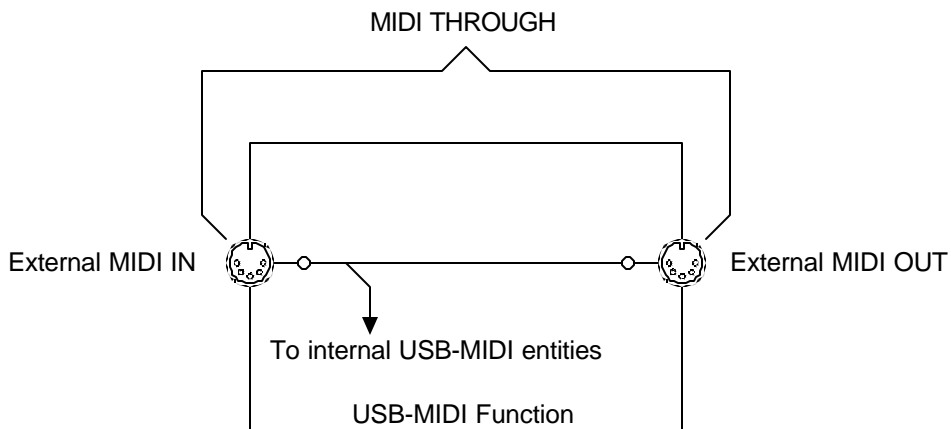 MIDI THROUGH
External MIDI IN
External MIDI OUT
To internal USB-MIDI entities
USB-MIDI Function